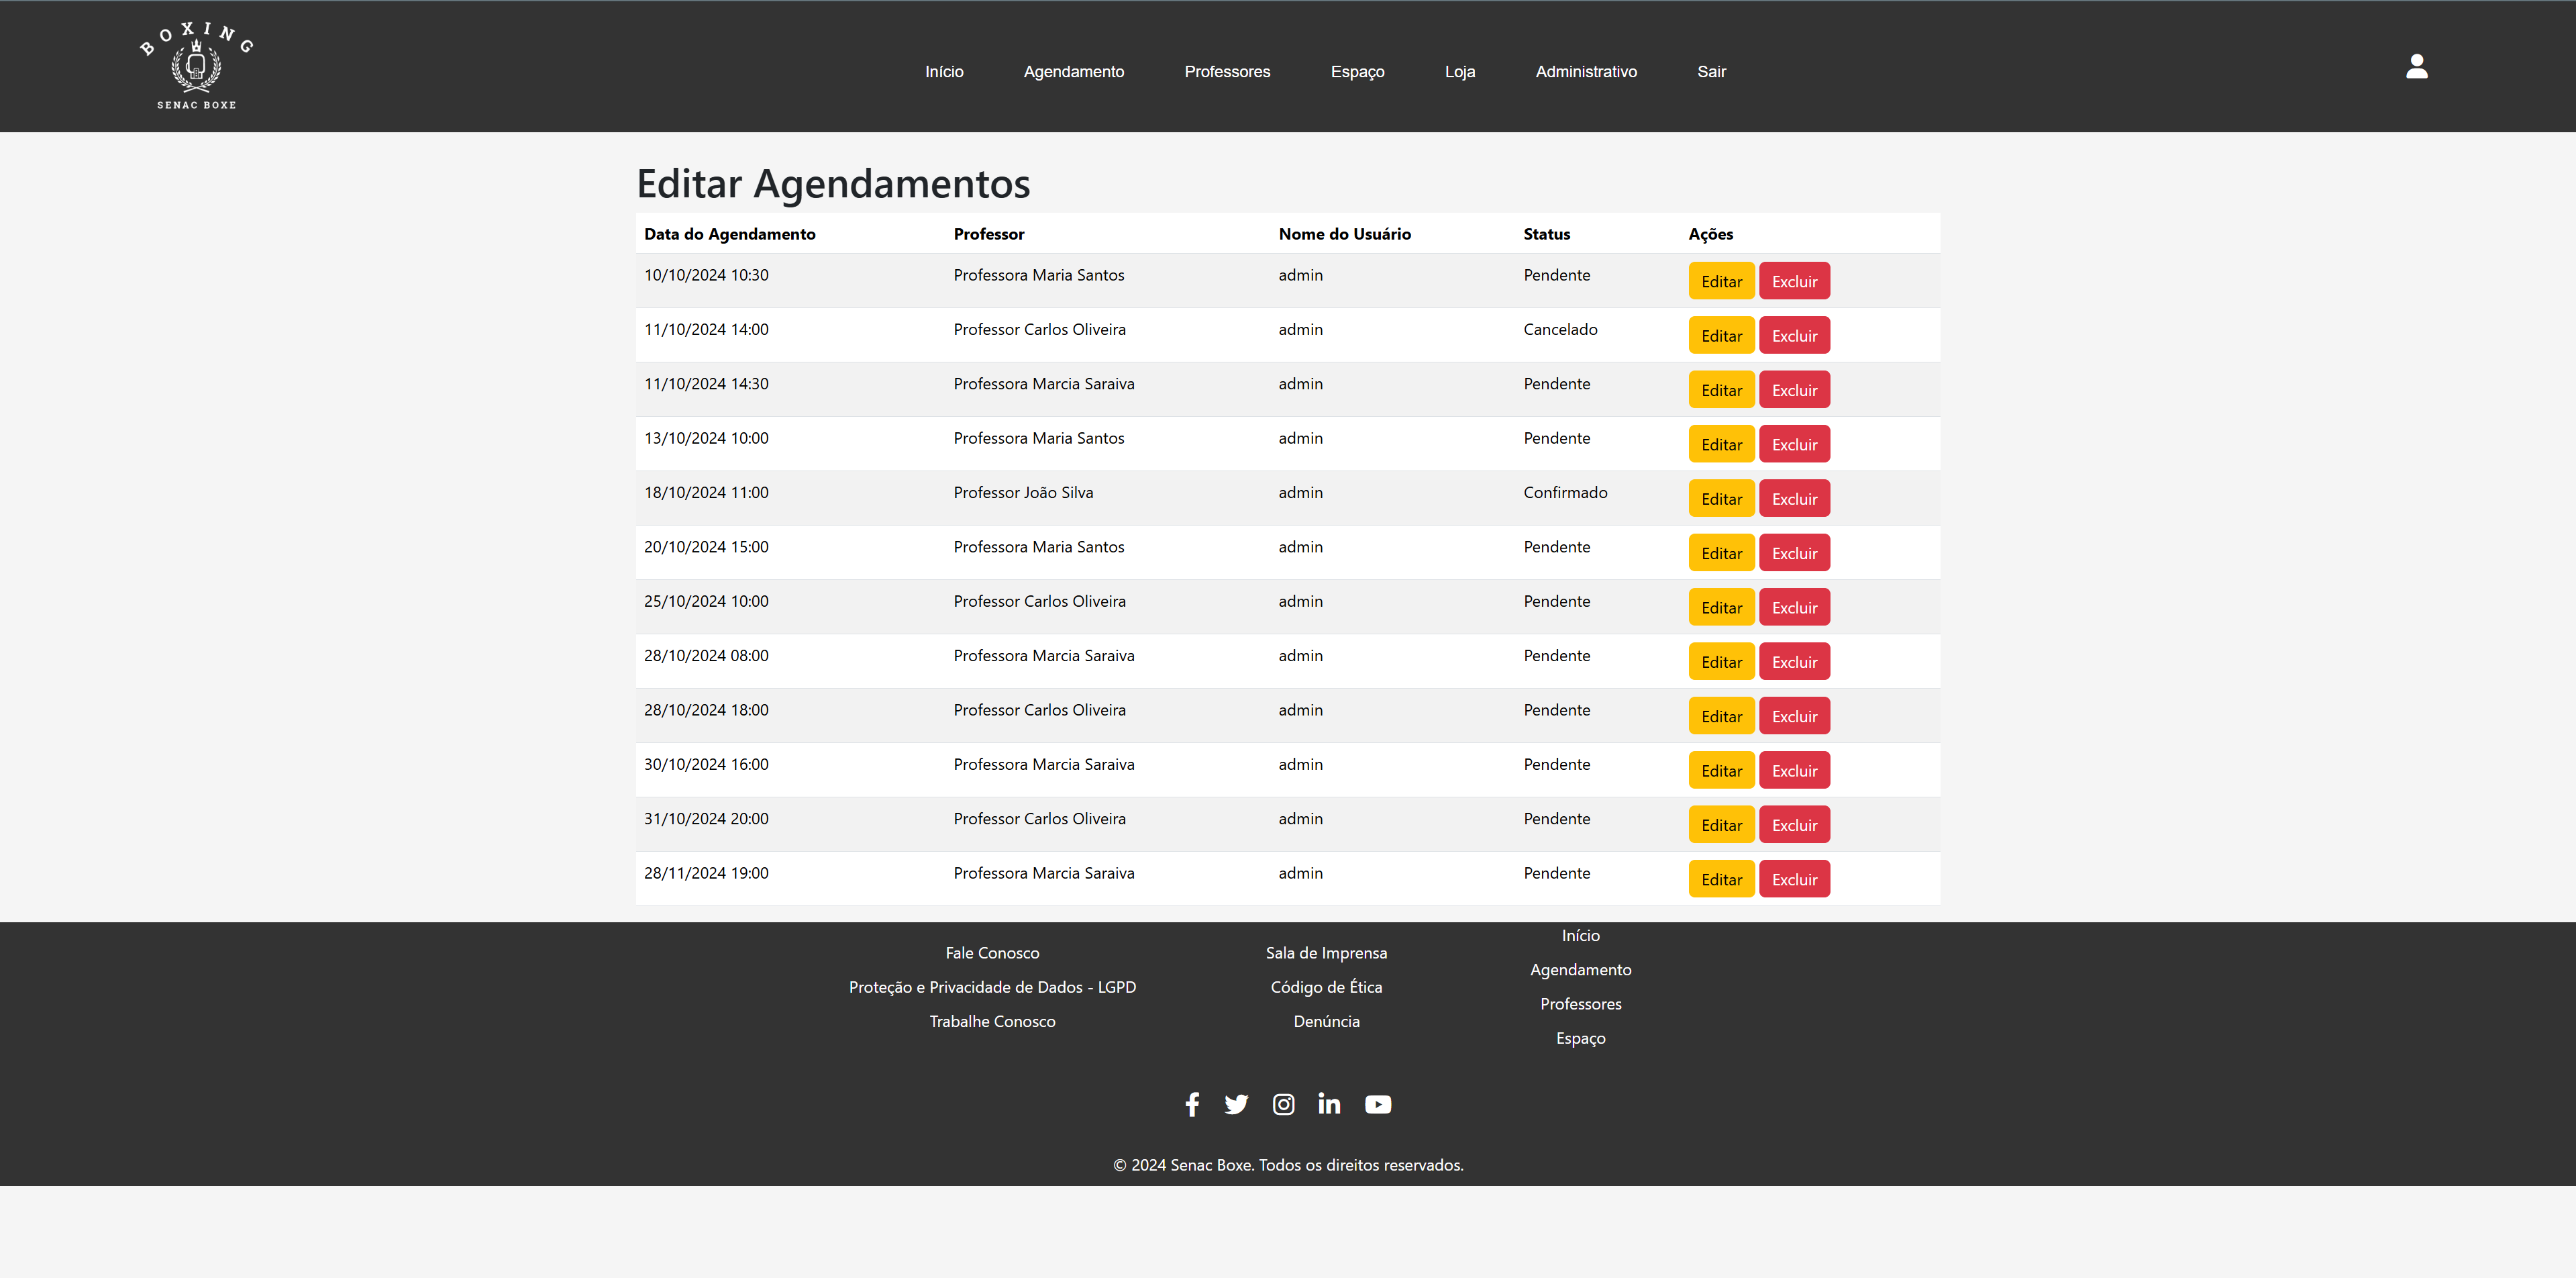 BOXING
SENAC BOXE
Início Agendamento Professores Espaço Loja Administrativo Sair
Editar Agendamentos
Data do Agendamento Professor Nome do Usuário Status Ações
10/10/2024 10:30 Professora Maria Santos admin Pendente Editar Excluir
11/10/2024 14:00 Professor Carlos Oliveira admin Cancelado Editar Excluir
11/10/2024 14:30 Professora Marcia Saraiva admin Pendente Editar Excluir
13/10/2024 10:00 Professora Maria Santos admin Pendente Editar Excluir
18/10/2024 11:00 Professor João Silva admin Confirmado Editar Excluir
20/10/2024 15:00 Professora Maria Santos admin Pendente Editar Excluir
25/10/2024 10:00 Professor Carlos Oliveira admin Pendente Editar Excluir
28/10/2024 08:00 Professora Marcia Saraiva admin Pendente Editar Excluir
28/10/2024 18:00 Professor Carlos Oliveira admin Pendente Editar Excluir
30/10/2024 16:00 Professora Marcia Saraiva admin Pendente Editar Excluir
31/10/2024 20:00 Professor Carlos Oliveira admin Pendente Editar Excluir
28/11/2024 19:00 Professora Marcia Saraiva admin Pendente Editar Excluir
Fale Conosco
Proteção e Privacidade de Dados - LGPD
Trabalhe Conosco
Sala de Imprensa
Código de Ética
Denúncia
Início
Agendamento
Professores
Espaço
© 2024 Senac Boxe. Todos os direitos reservados.